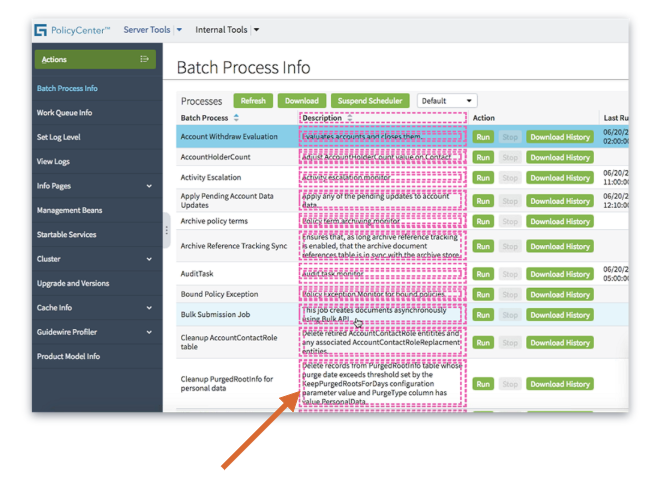 PolicyCenter™ Server Tools Internal Tools
Actions
Batch Process Info
Work Queue Info
Set Log Level
View Logs
Info Pages
Management Beans
Startable Services
Cluster
Upgrade and Versions
Cache Info
Guidewire Profiler
Product Model Info
Batch Process Info
Processes Refresh Download Suspend Scheduler Default
Batch Process Description Action Last Ru
Account Withdraw Evaluation Evaluates accounts and closes them. Run Stop Download History 06/20/2
02:00:00
AccountHolderCount Adjust AccountHolderCount value on Contact Run Stop Download History
Activity Escalation Activity escalation monitor Run Stop Download History 06/20/2
11:00:00
Apply Pending Account Data Updates Apply any of the pending updates to account data. Run Stop Download History 06/20/2
12:10:00
Archive policy terms Policy term archiving monitor Run Stop Download History
Archive Reference Tracking Sync Ensures that, as long archive reference tracking
is enabled, that the archive document
references table is in sync with the archive store. Run Stop Download History
AuditTask audit task monitor Run Stop Download History 06/20/2
05:00:00
Bound Policy Exception Policy exception Monitor for bound policies Run Stop Download History
Bulk Submission Job This job creates documents asynchronously
using Bulk API. Run Stop Download History
Cleanup AccountContactRole table Delete retired AccountContactRole entitites and
any associated AccountContactRoleReplacment
entities. Run Stop Download History
Cleanup PurgedRootInfo for personal data Delete records from PurgedRootInfo table whose
purge date exceeds threshold set by the
KeepPurgedRootsForDays configuration
parameter value and PurgeType column has
value PersonalData. Run Stop Download History